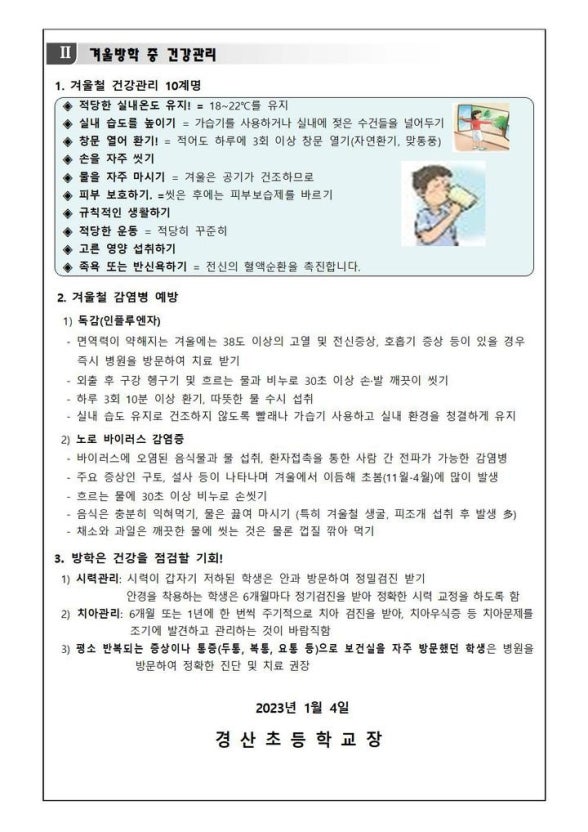 Ⅱ 겨울방학 중 건강관리
1. 겨울철 건강관리 10계명
◈ 적당한 실내온도 유지! = 18~22℃를 유지
◈ 실내 습도를 높이기 = 가습기를 사용하거나 실내에 젖은 수건들을 널어두기
◈ 창문 열어 환기! = 적어도 하루에 3회 이상 창문 열기(자연환기, 맞통풍)
◈ 손을 자주 씻기
◈ 물을 자주 마시기 = 겨울은 공기가 건조하므로
◈ 피부 보호하기. =씻은 후에는 피부보습제를 바르기
◈ 규칙적인 생활하기
◈ 적당한 운동 = 적당히 꾸준히
◈ 고른 영양 섭취하기
◈ 족욕 또는 반신욕하기 = 전신의 혈액순환을 촉진합니다.
2. 겨울철 감염병 예방
1) 독감(인플루엔자)
- 면역력이 약해지는 겨울에는 38도 이상의 고열 및 전신증상, 호흡기 증상 등이 있을 경우
즉시 병원을 방문하여 치료 받기
- 외출 후 구강 헹구기 및 흐르는 물과 비누로 30초 이상 손·발 깨끗이 씻기
- 하루 3회 10분 이상 환기, 따뜻한 물 수시 섭취
- 실내 습도 유지로 건조하지 않도록 빨래나 가습기 사용하고 실내 환경을 청결하게 유지
2) 노로 바이러스 감염증
- 바이러스에 오염된 음식물과 물 섭취, 환자접촉을 통한 사람 간 전파가 가능한 감염병
- 주요 증상인 구토, 설사 등이 나타나며 겨울에서 이듬해 초봄(11월-4월)에 많이 발생
- 흐르는 물에 30초 이상 비누로 손씻기
- 음식은 충분히 익혀먹기, 물은 끓여 마시기 (특히 겨울철 생굴, 피조개 섭취 후 발생 多)
- 채소와 과일은 깨끗한 물에 씻는 것은 물론 껍질 깎아 먹기
3. 방학은 건강을 점검할 기회!
1) 시력관리: 시력이 갑자기 저하된 학생은 안과 방문하여 정밀검진 받기
안경을 착용하는 학생은 6개월마다 정기검진을 받아 정확한 시력 교정을 하도록 함
2) 치아관리: 6개월 또는 1년에 한 번씩 주기적으로 치아 검진을 받아, 치아우식증 등 치아문제를
조기에 발견하고 관리하는 것이 바람직함
3) 평소 반복되는 증상이나 통증(두통, 복통, 요통 등)으로 보건실을 자주 방문했던 학생은 병원을
방문하여 정확한 진단 및 치료 권장
2023년 1월 4일
경산초등학교장